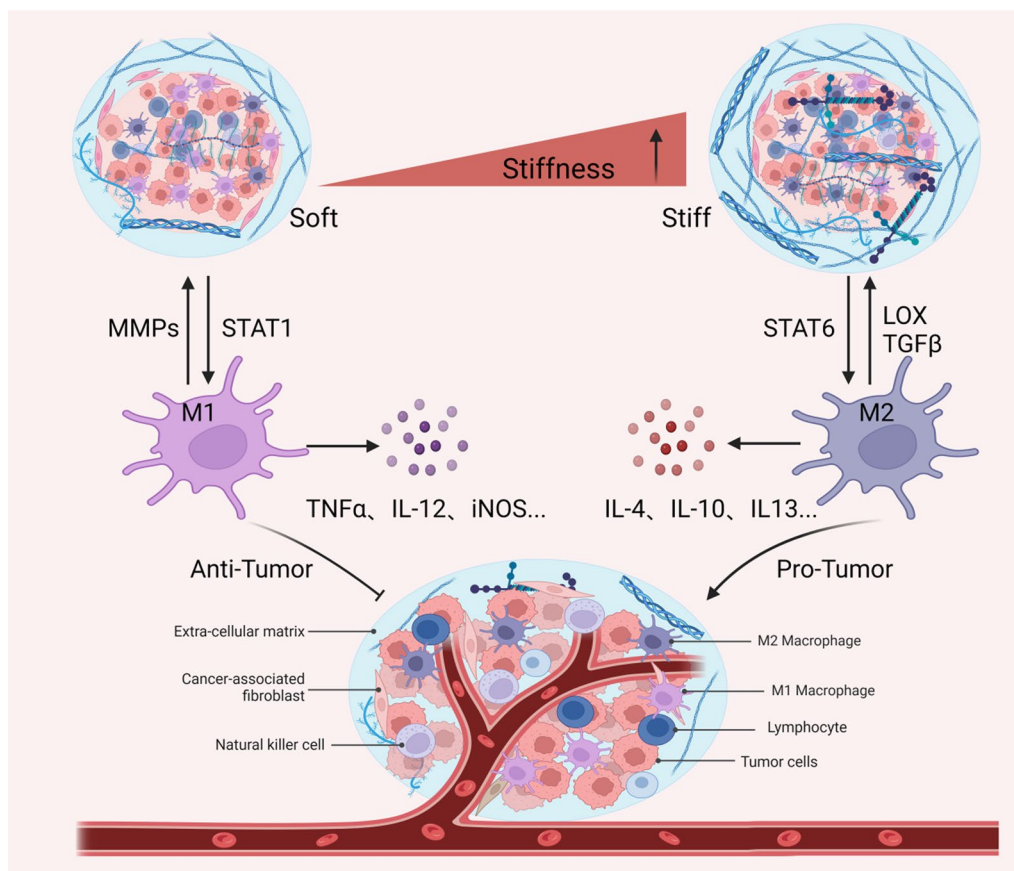 Stiffness
Soft
Stiff
MMPs
STAT1
STAT6
LOX
TGFβ
M1
M2
TNFα、IL-12、iNOS...
IL-4、IL-10、IL13...
Anti-Tumor
Pro-Tumor
Extra-cellular matrix
Cancer-associated
fibroblast
Natural killer cell
M2 Macrophage
M1 Macrophage
Lymphocyte
Tumor cells